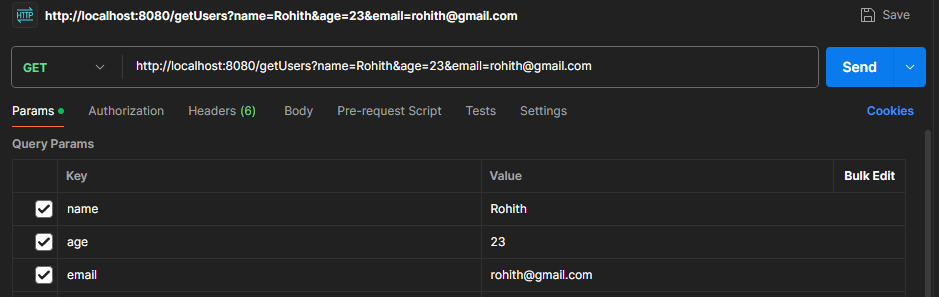 HTTP http://localhost:8080/getUsers?name=Rohith&age=23&email=rohith@gmail.com Save
GET http://localhost:8080/getUsers?name=Rohith&age=23&email=rohith@gmail.com Send
Params Authorization Headers (6) Body Pre-request Script Tests Settings Cookies
Query Params
Key Value Bulk Edit
name Rohith
age 23
email rohith@gmail.com